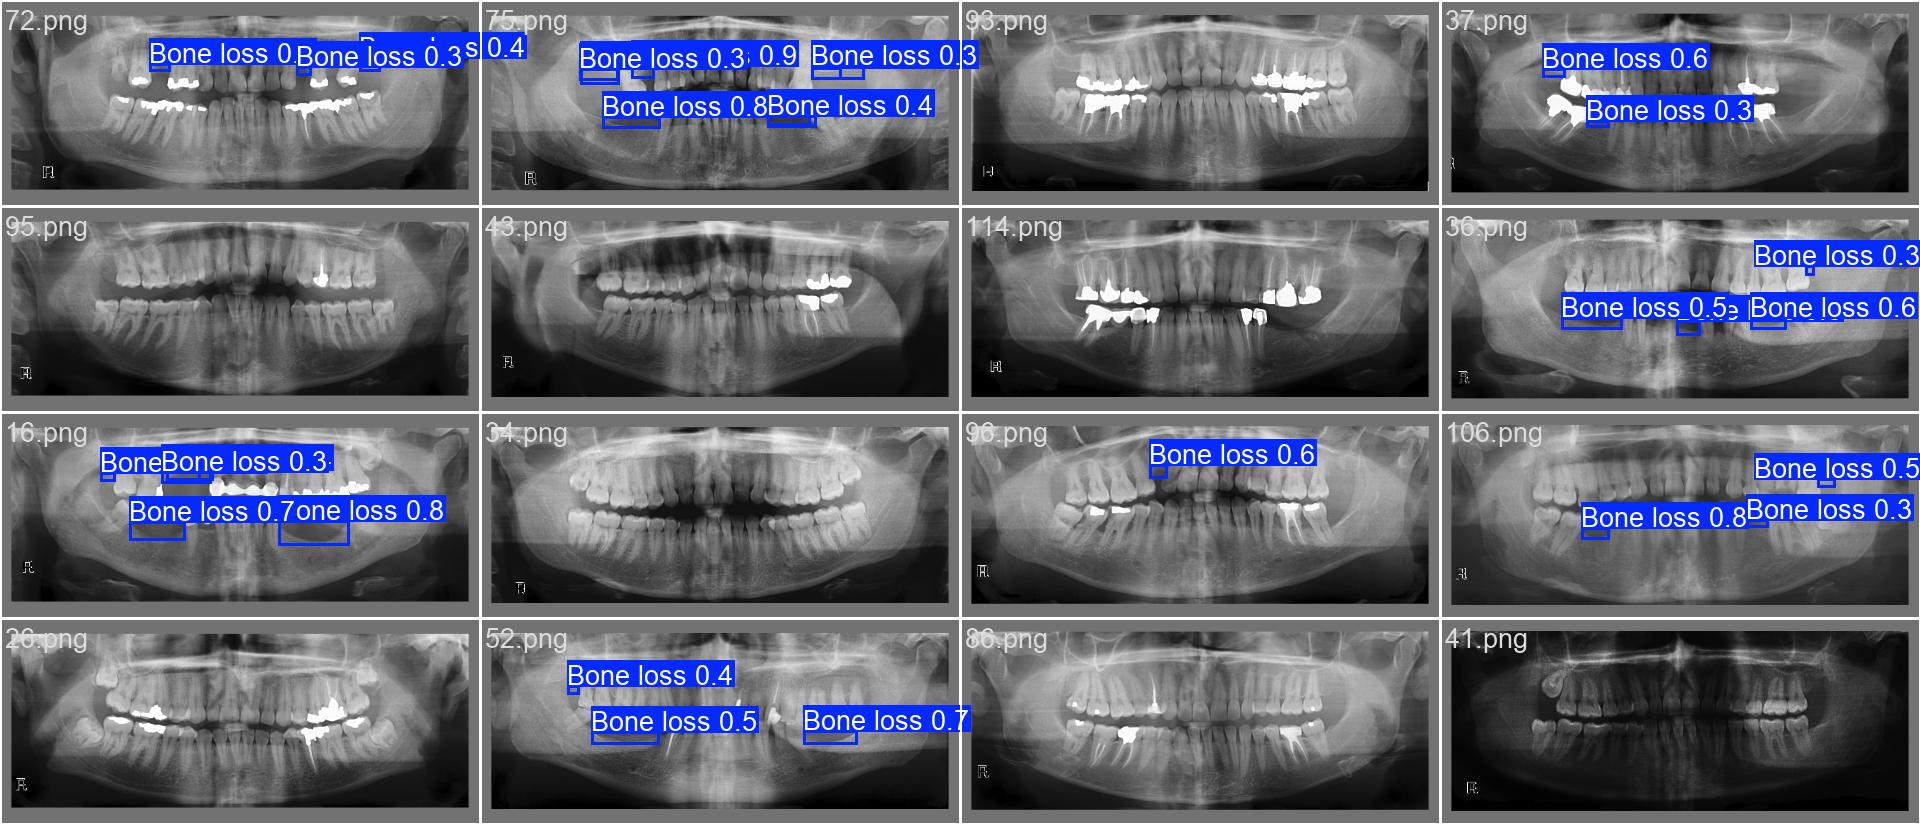 72.png
Bone loss 0.
Bone loss 0.3
s 0.4
R
75.png
Bone loss 0.3
0.9
Bone loss 0.3
Bone loss 0.8
Bone loss 0.4
R
93.png
37.png
Bone loss 0.6
Bone loss 0.3
95.png
R
43.png
R
114.png
R
36.png
Bone loss 0.3
Bone loss 0.5
e
Bone loss 0.6
R
16.png
Bone
Bone loss 0.3
Bone loss 0.7
one loss 0.8
R
34.png
96.png
Bone loss 0.6
R
106.png
Bone loss 0.5
Bone loss 0.8
Bone loss 0.3
R
26.png
R
52.png
Bone loss 0.4
Bone loss 0.5
Bone loss 0.7
86.png
R
41.png
R